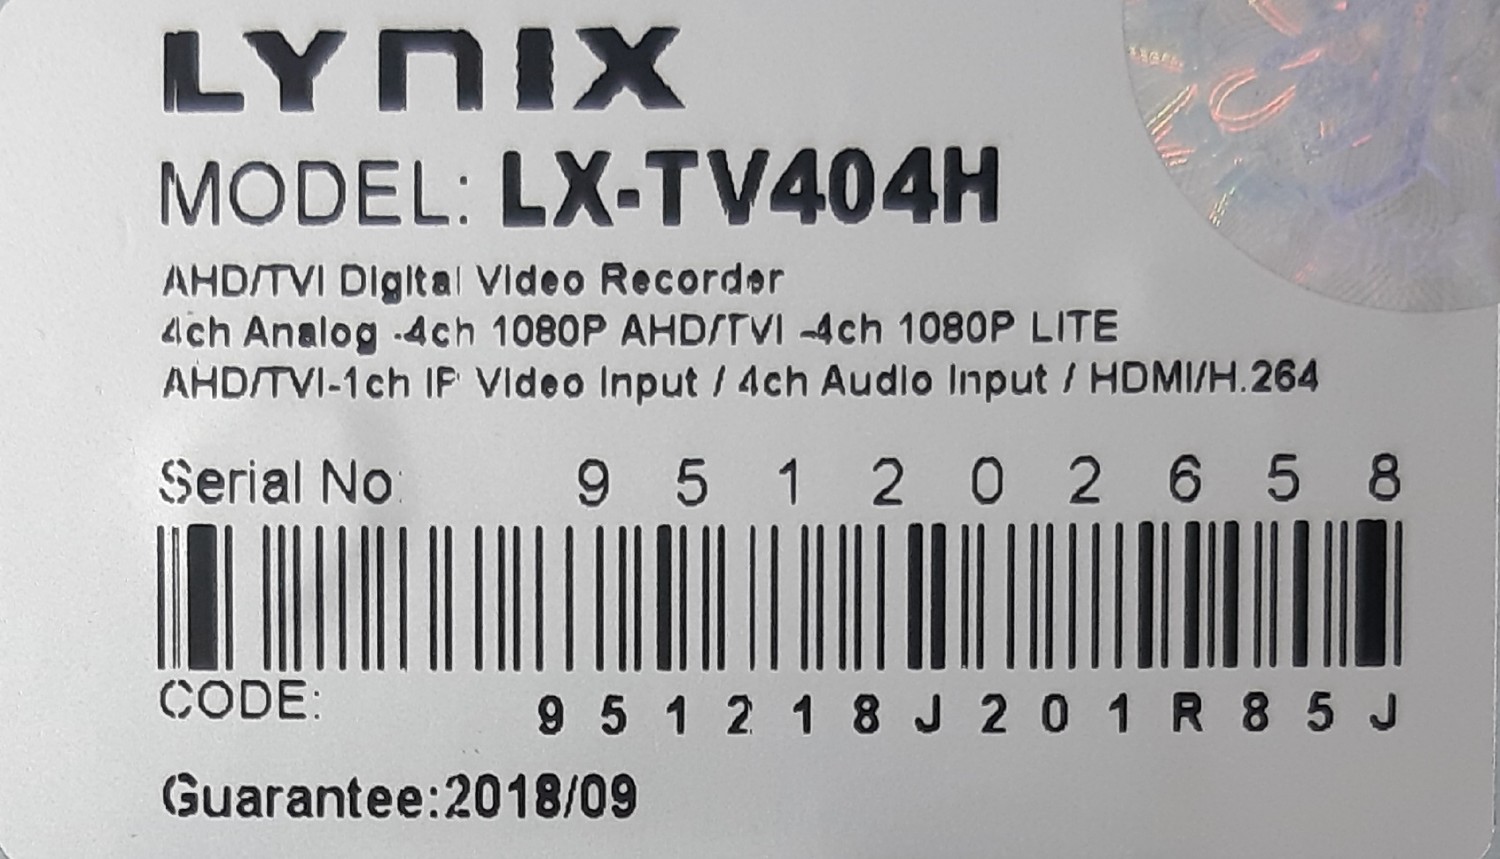 LYNIX
MODEL: LX-TV404H
AHD/TVI Digital Video Recorder
4ch Analog -4ch 1080P AHD/TVI -4ch 1080P LITE
AHD/TVI-1ch IP Video Input / 4ch Audio Input / HDMI/H.264
Serial No: 9 5 1 2 0 2 6 5 8
CODE: 9 5 1 2 1 8 J 2 0 1 R 8 5 J
Guarantee:2018/09